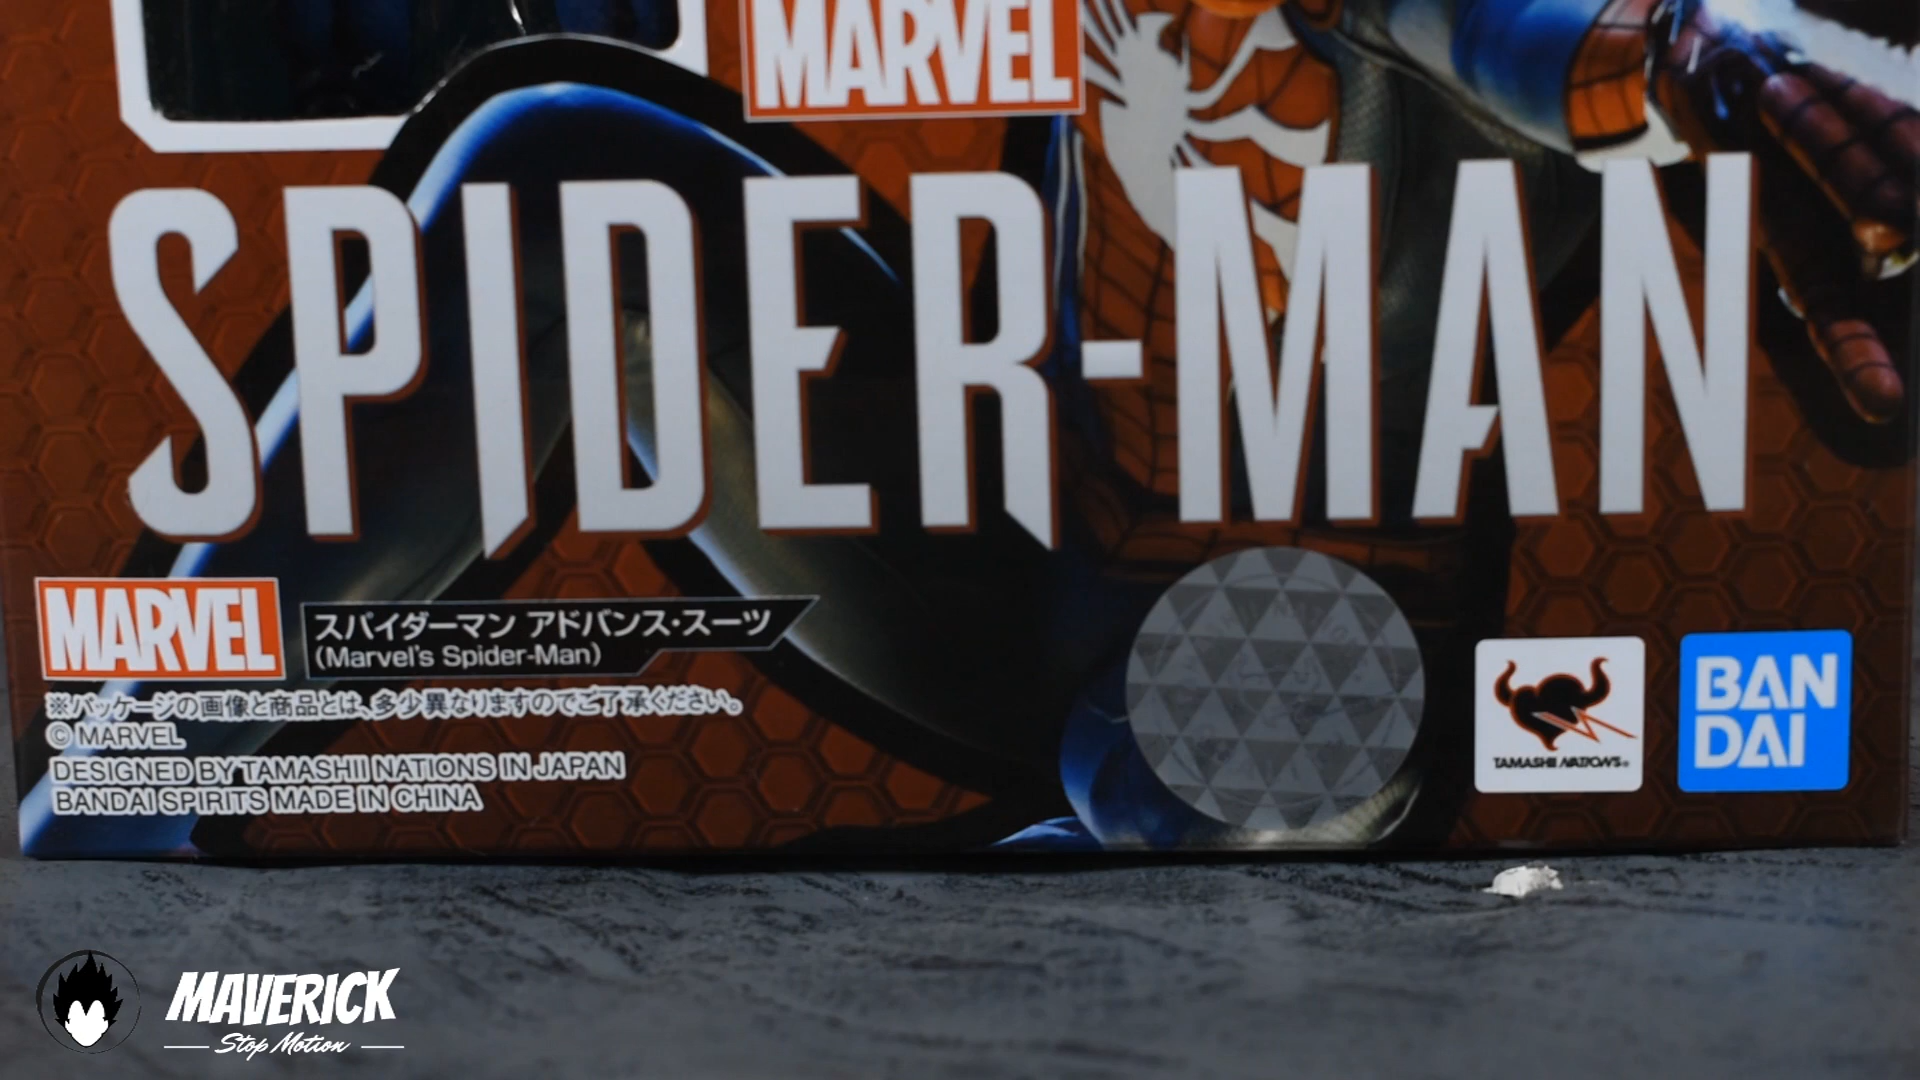 MARVEL
SPIDER-MAN
MARVEL
スパイダーマン アドバンス・スーツ
(Marvel's Spider-Man)
※パッケージの画像と商品とは、多少異なりますのでご了承ください。
© MARVEL
DESIGNED BY TAMASHII NATIONS IN JAPAN
BANDAI SPIRITS MADE IN CHINA
TAMASHII NATIONS®
BAN
DAI
MAVERICK
Stop Motion